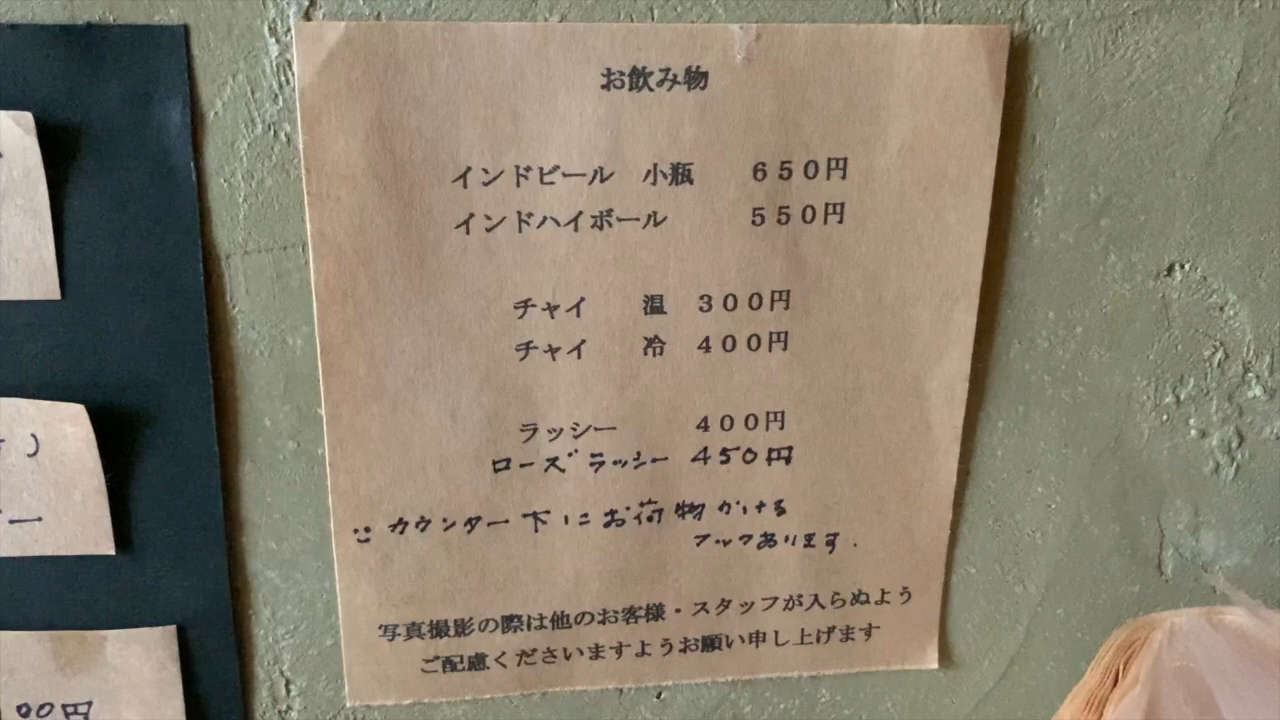 お飲み物
インドビール 小瓶 650円
インドハイボール 550円
チャイ 温 300円
チャイ 冷 400円
ラッシー 400円
ローズラッシー 450円
カウンター下にお荷物かける
フックあります.
写真撮影の際は他のお客様・スタッフが入らぬよう
ご配慮くださいますようお願い申し上げます
00円